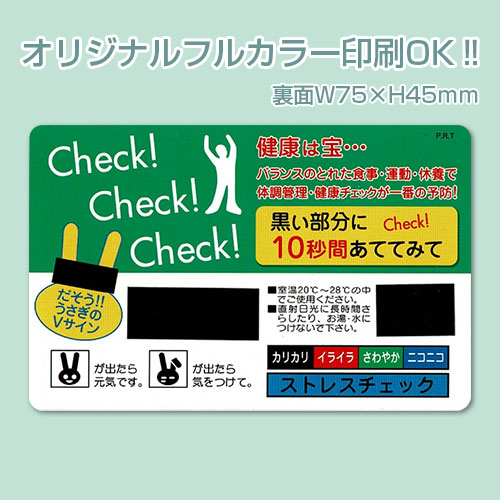 オリジナルフルカラー印刷OK!!
裏面W75×H45mm
P.R.T
Check!
Check!
Check!
健康は宝…
バランスのとれた食事・運動・休養で
体調管理・健康チェックが一番の予防!
黒い部分に Check!
10秒間あててみて
だそう!!
うさぎの
Vサイン
■室温20℃～28℃の中
でご使用ください。
■直射日光に長時間さ
らしたり、お湯・水に
つけないで下さい。
が出たら
元気です。
が出たら
気をつけて。
カリカリ イライラ さわやか ニコニコ
ストレスチェック